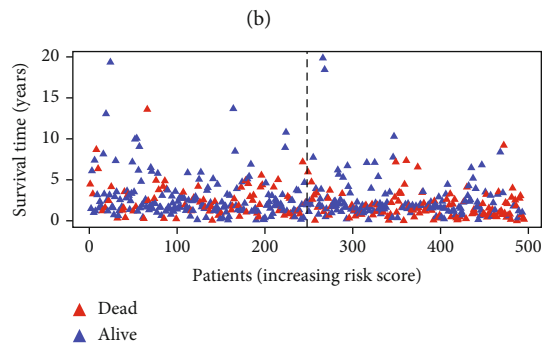 (b)
20
15
10
5
0
Survival time (years)
0 100 200 300 400 500
Patients (increasing risk score)
Dead
Alive